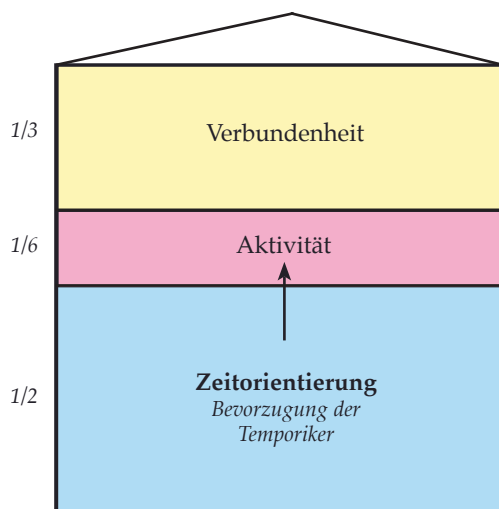 1/3
Verbundenheit
1/6
Aktivität
1/2
Zeitorientierung
Bevorzugung der
Temporiker